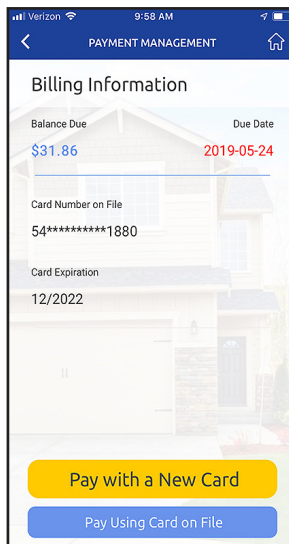 Verizon 9:58 AM
PAYMENT MANAGEMENT
Billing Information
Balance Due Due Date
$31.86 2019-05-24
Card Number on File
54**********1880
Card Expiration
12/2022
Pay with a New Card
Pay Using Card on File